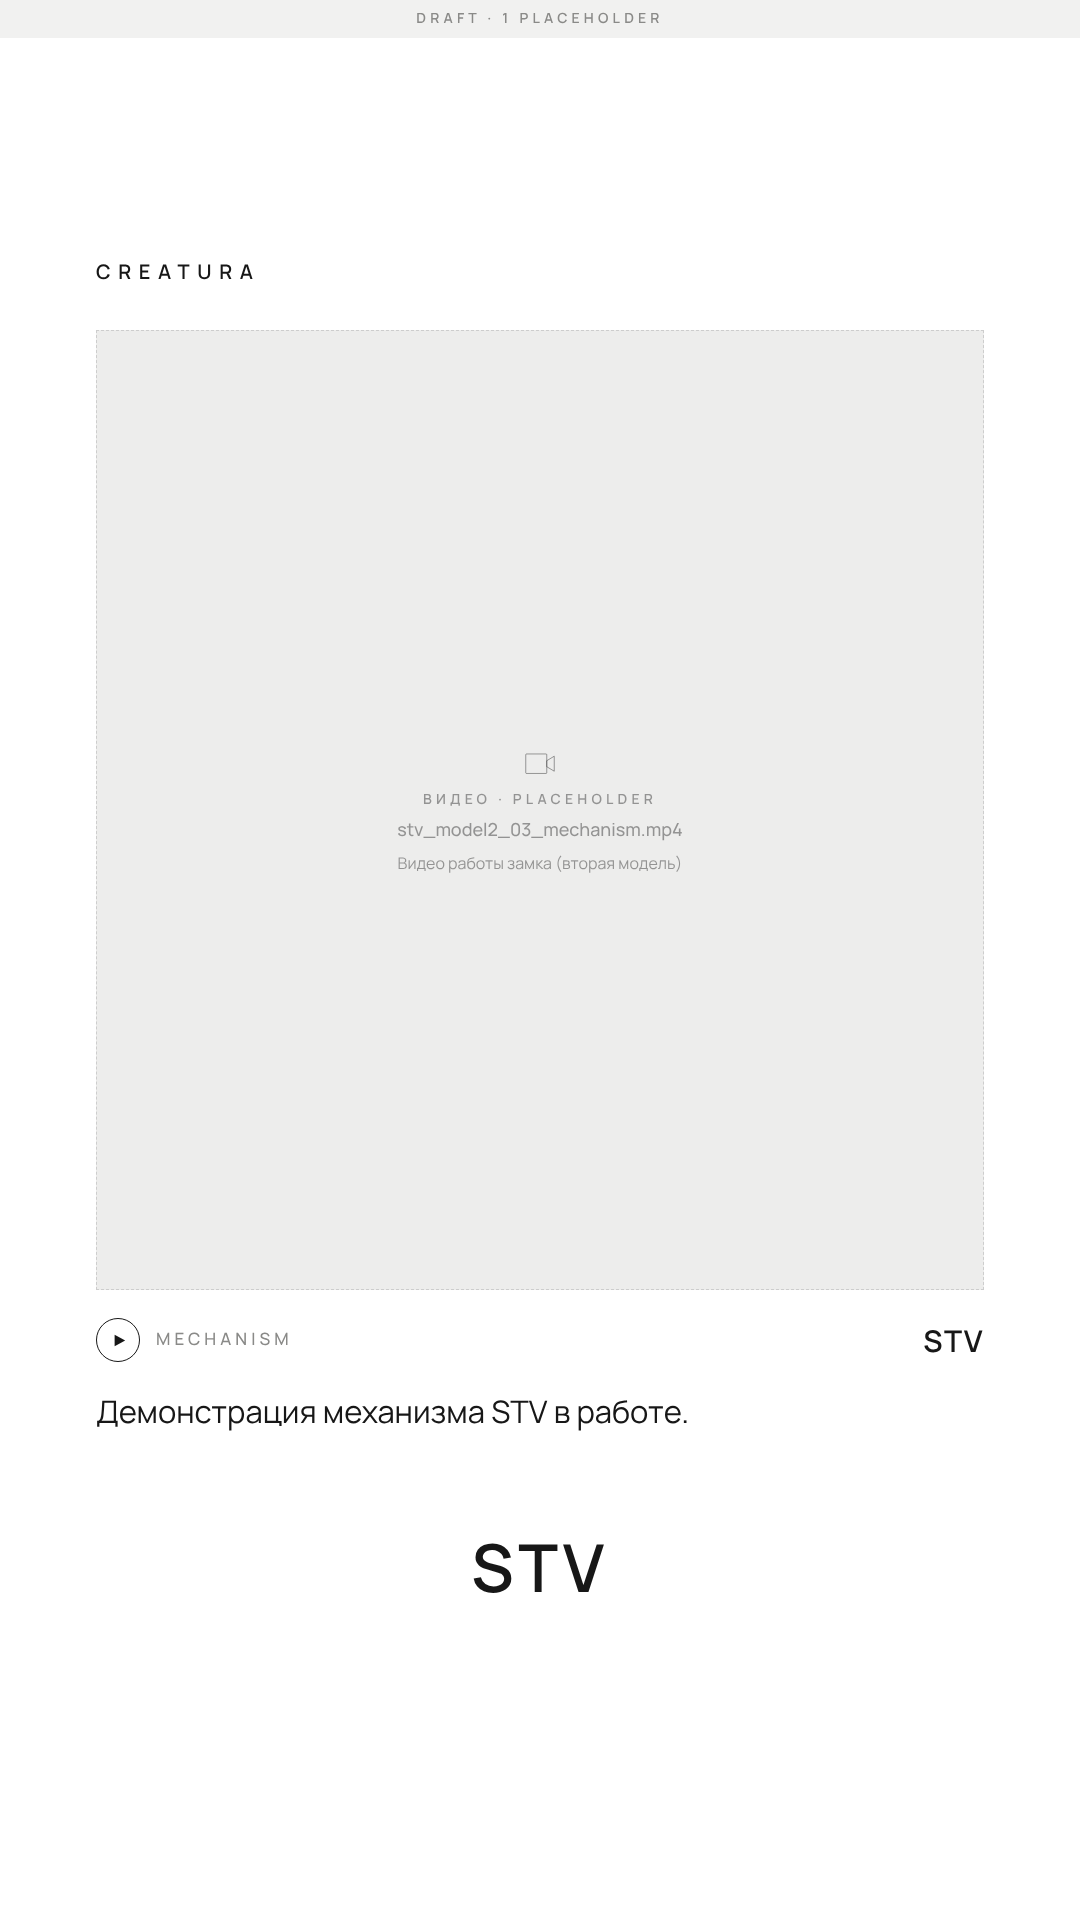 DRAFT · 1 PLACEHOLDER
CREATURA
ВИДЕО · PLACEHOLDER
stv_model2_03_mechanism.mp4
Видео работы замка (вторая модель)
MECHANISM
STV
Демонстрация механизма STV в работе.
STV